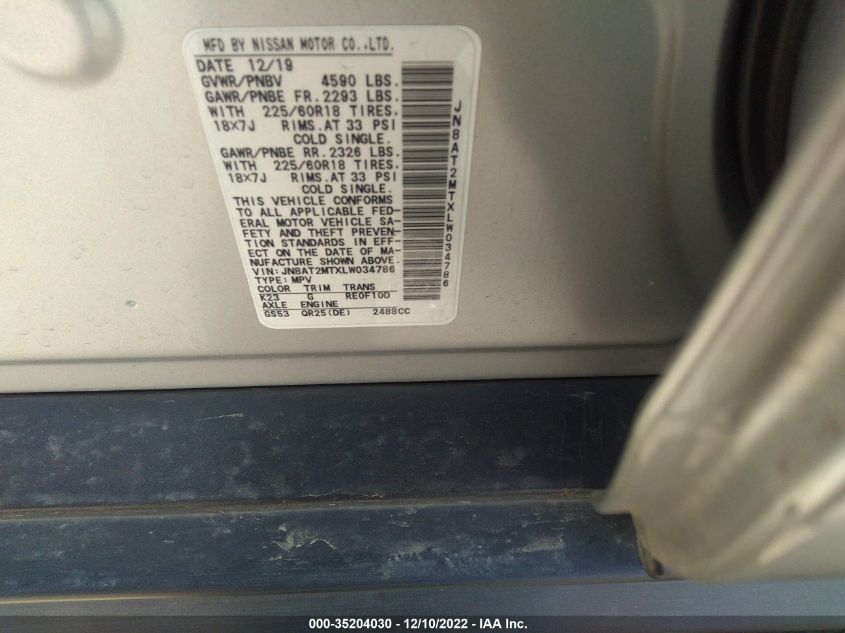 MFD BY NISSAN MOTOR CO.,LTD.
DATE 12/19
GVWR/PNBV 4590 LBS.
GAWR/PNBE FR. 2293 LBS.
WITH 225/60R18 TIRES.
18X7J RIMS. AT 33 PSI
COLD SINGLE.
GAWR/PNBE RR. 2326 LBS.
WITH 225/60R18 TIRES.
18X7J RIMS. AT 33 PSI
COLD SINGLE.
THIS VEHICLE CONFORMS
TO ALL APPLICABLE FED-
ERAL MOTOR VEHICLE SA-
FETY AND THEFT PREVEN-
TION STANDARDS IN EFF-
ECT ON THE DATE OF MA-
NUFACTURE SHOWN ABOVE.
VIN: JN8AT2MTXLW034786
TYPE: MPV
COLOR TRIM TRANS
K23 G RE0F10D
AXLE ENGINE
GS53 QR25(DE) 2488CC
JN8AT2MTXLW034786
000-35204030 - 12/10/2022 - IAA Inc.